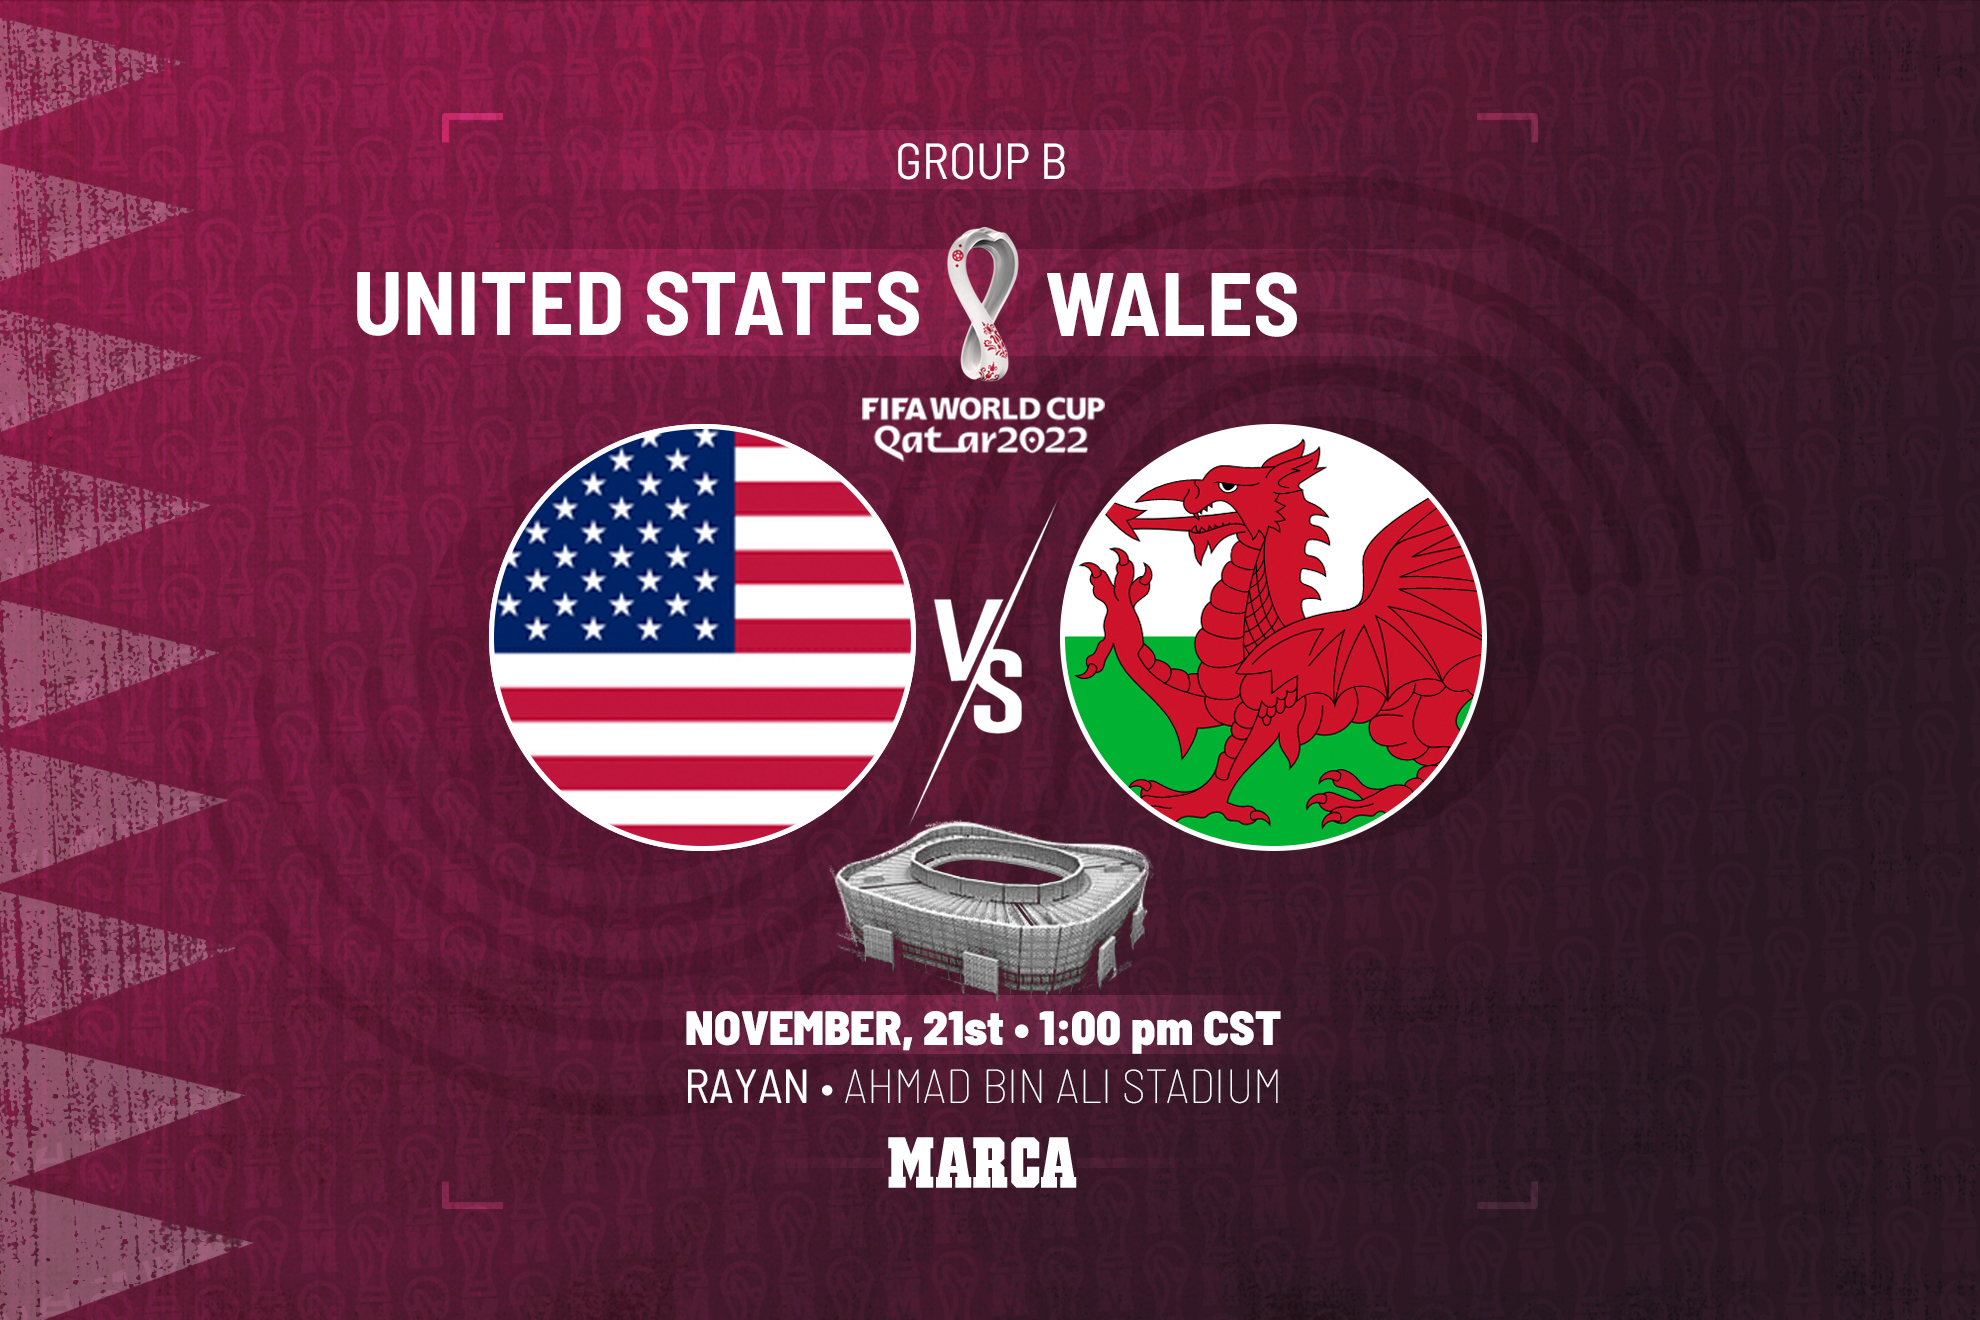 GROUP B
UNITED STATES WALES
FIFA WORLD CUP
Qatar2022
VS
NOVEMBER, 21st • 1:00 pm CST
RAYAN • AHMAD BIN ALI STADIUM
MARCA